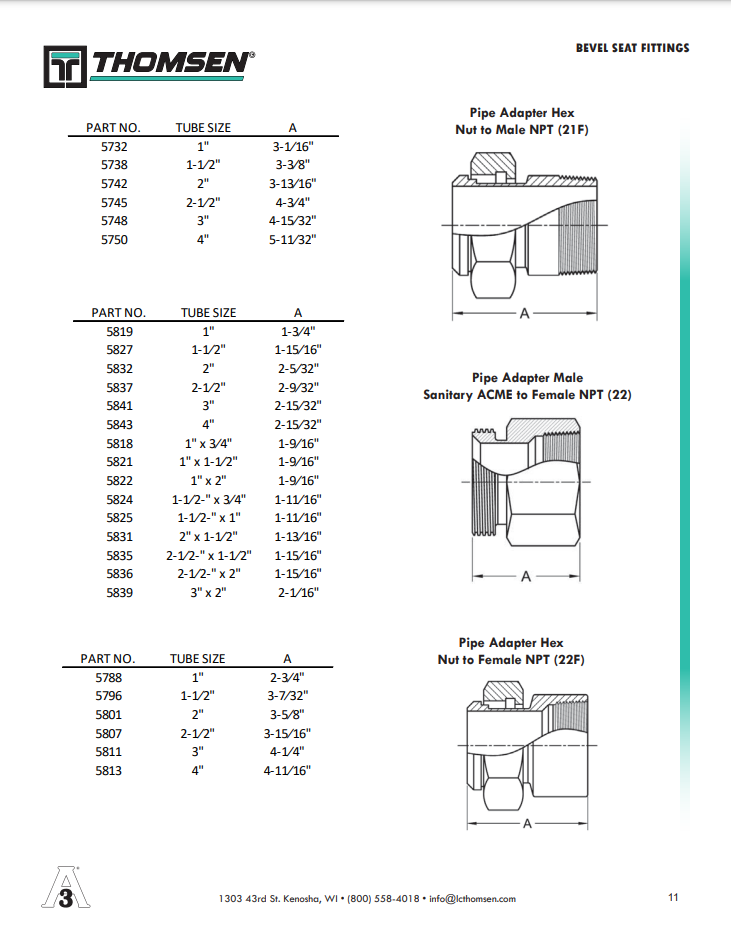 THOMSEN®
BEVEL SEAT FITTINGS
PART NO. TUBE SIZE A
5732 1" 3-1/16"
5738 1-1/2" 3-3/8"
5742 2" 3-13/16"
5745 2-1/2" 4-3/4"
5748 3" 4-15/32"
5750 4" 5-11/32"
Pipe Adapter Hex
Nut to Male NPT (21F)
A
PART NO. TUBE SIZE A
5819 1" 1-3/4"
5827 1-1/2" 1-15/16"
5832 2" 2-5/32"
5837 2-1/2" 2-9/32"
5841 3" 2-15/32"
5843 4" 2-15/32"
5818 1" x 3/4" 1-9/16"
5821 1" x 1-1/2" 1-9/16"
5822 1" x 2" 1-9/16"
5824 1-1/2-" x 3/4" 1-11/16"
5825 1-1/2-" x 1" 1-11/16"
5831 2" x 1-1/2" 1-13/16"
5835 2-1/2-" x 1-1/2" 1-15/16"
5836 2-1/2-" x 2" 1-15/16"
5839 3" x 2" 2-1/16"
Pipe Adapter Male
Sanitary ACME to Female NPT (22)
A
PART NO. TUBE SIZE A
5788 1" 2-3/4"
5796 1-1/2" 3-7/32"
5801 2" 3-5/8"
5807 2-1/2" 3-15/16"
5811 3" 4-1/4"
5813 4" 4-11/16"
Pipe Adapter Hex
Nut to Female NPT (22F)
A
A
3
1303 43rd St. Kenosha, WI • (800) 558-4018 • info@lcthomsen.com
11